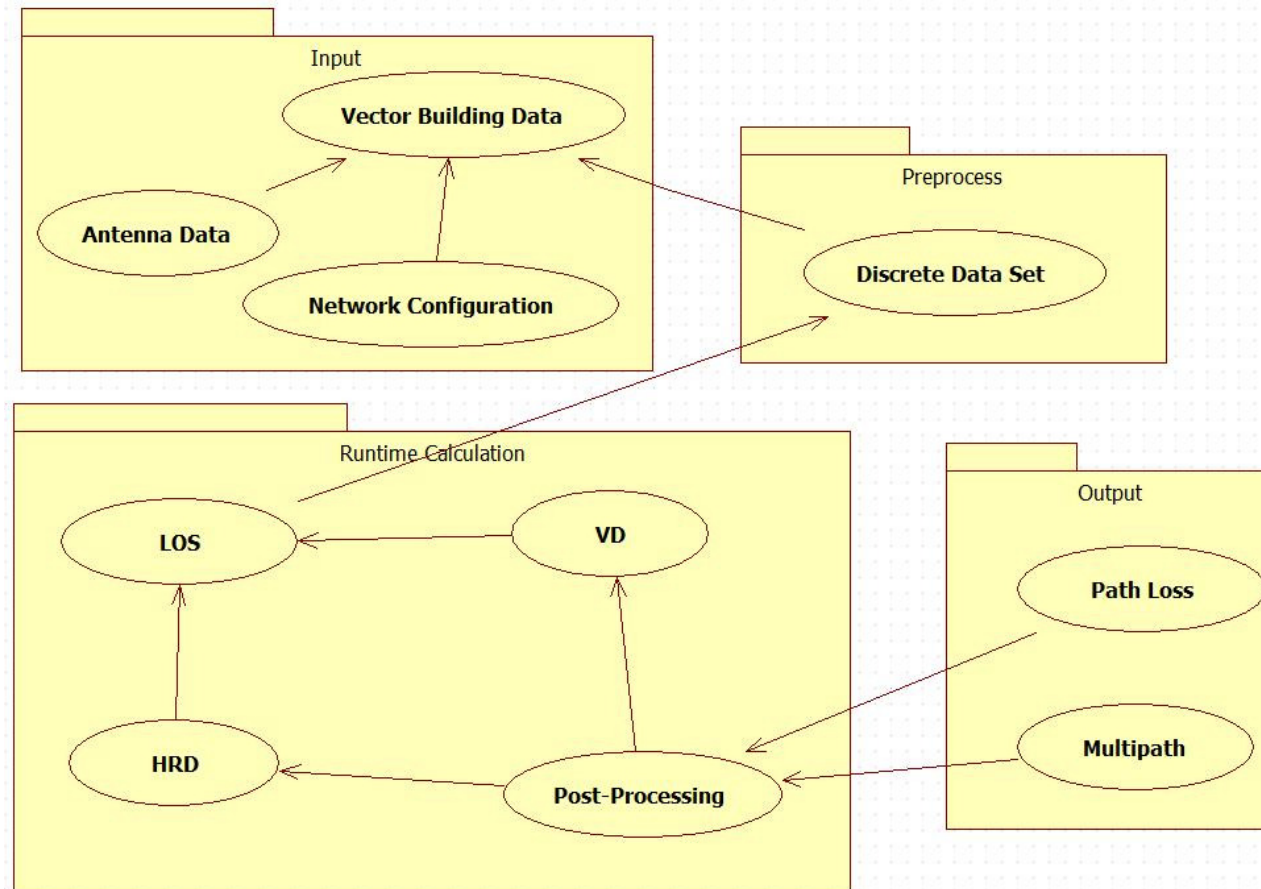 Input
Vector Building Data
Antenna Data
Network Configuration
Preprocess
Discrete Data Set
Runtime Calculation
LOS
VD
HRD
Post-Processing
Output
Path Loss
Multipath